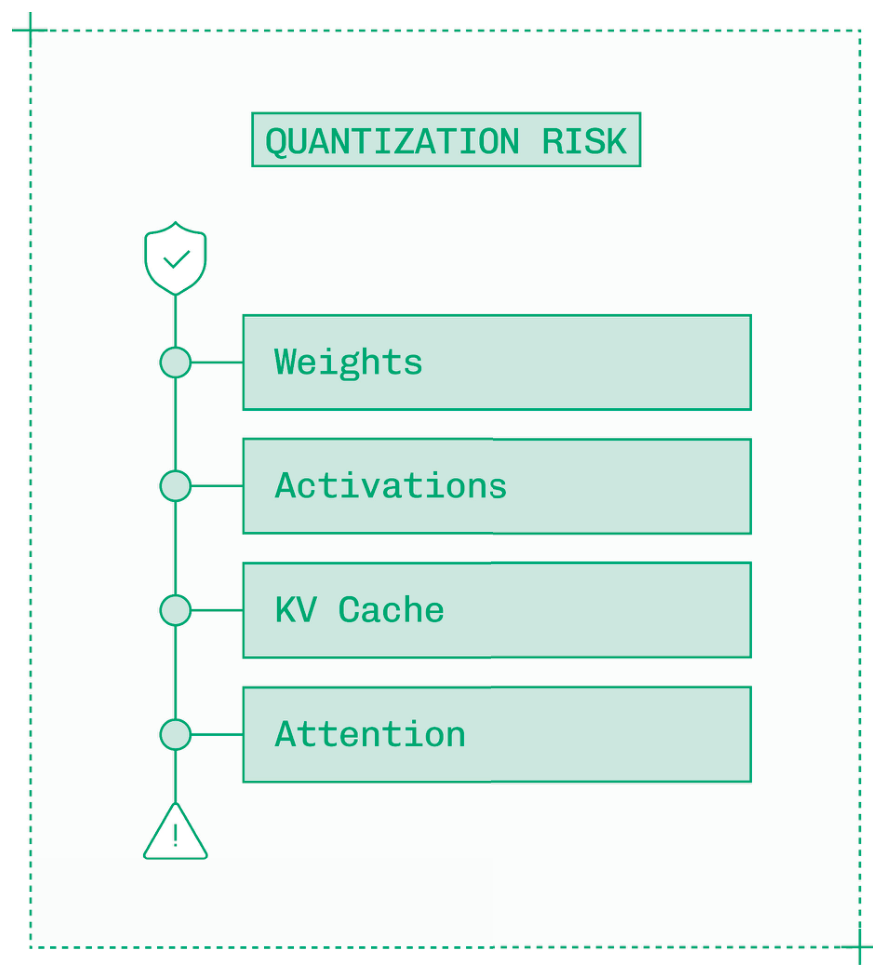 QUANTIZATION RISK
Weights
Activations
KV Cache
Attention
!